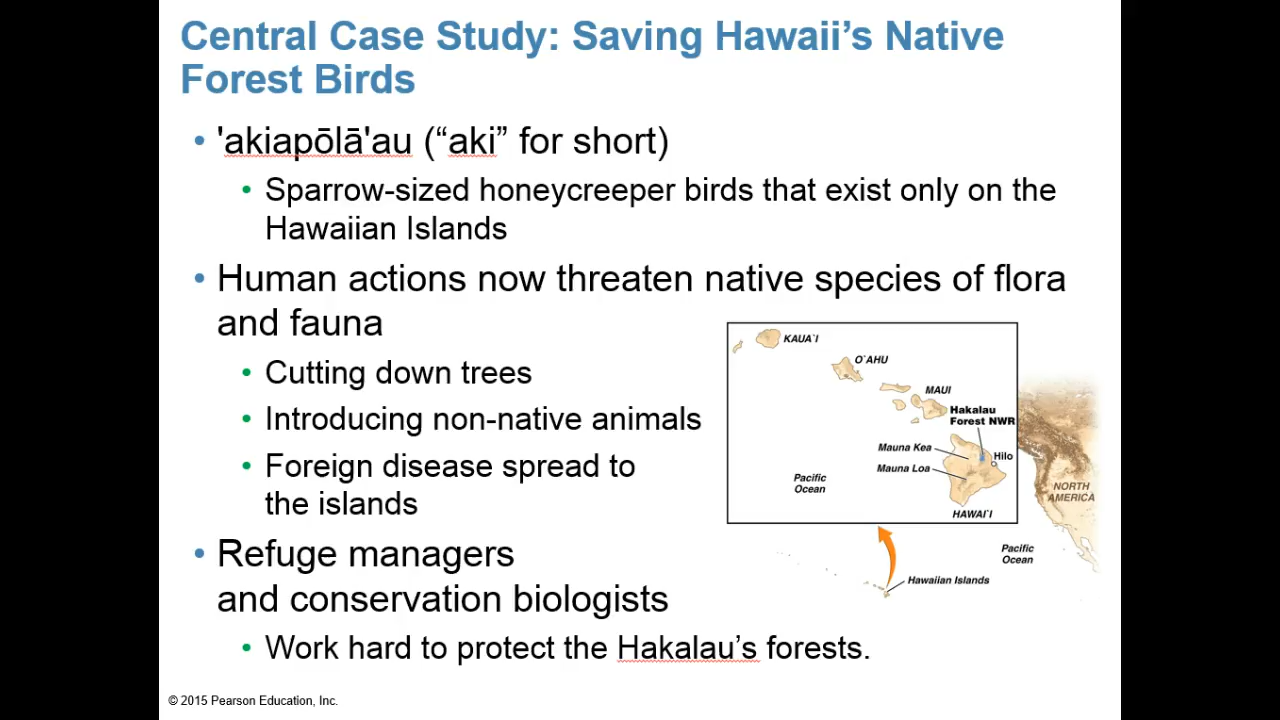 Central Case Study: Saving Hawaii’s Native
Forest Birds
• 'akiapōlā'au (“aki” for short)
• Sparrow-sized honeycreeper birds that exist only on the
Hawaiian Islands
• Human actions now threaten native species of flora
and fauna
• Cutting down trees
• Introducing non-native animals
• Foreign disease spread to
the islands
• Refuge managers
and conservation biologists
• Work hard to protect the Hakalau’s forests.
KAUA`I
O`AHU
MAUI
Hakalau
Forest NWR
Mauna Kea
Hilo
Mauna Loa
Pacific
Ocean
HAWAI`I
NORTH
AMERICA
Pacific
Ocean
Hawaiian Islands
© 2015 Pearson Education, Inc.